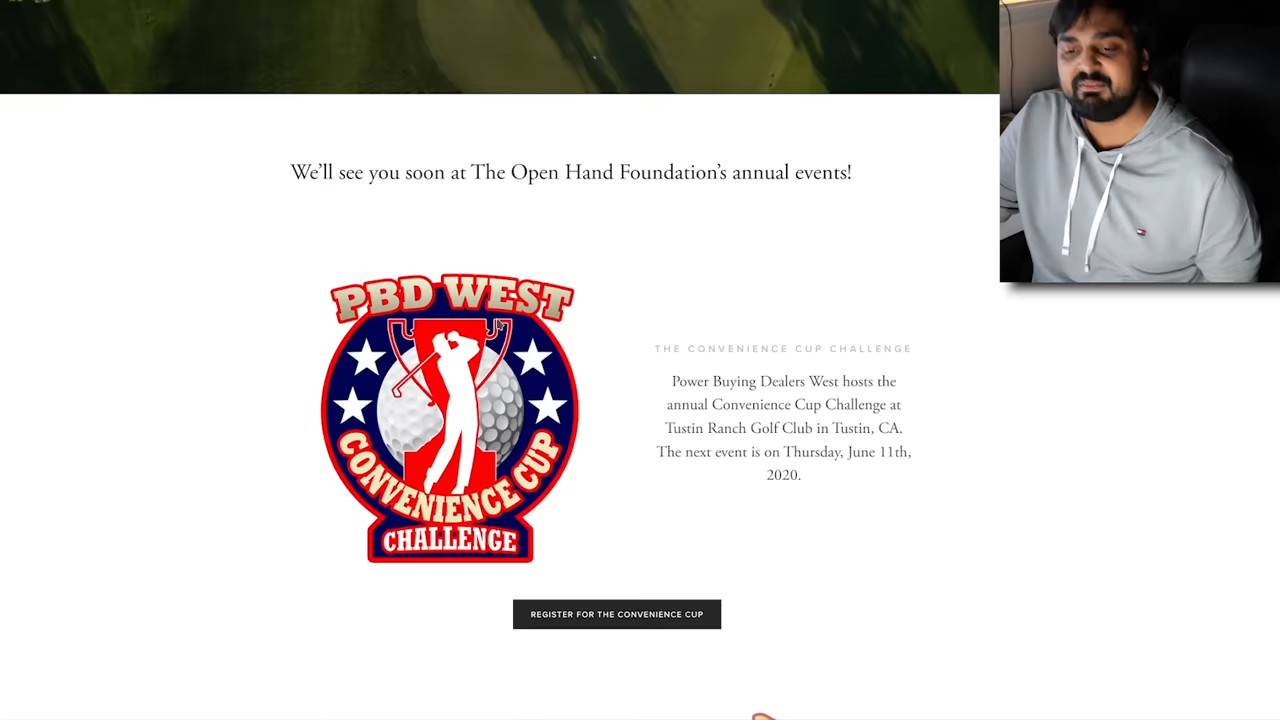 We'll see you soon at The Open Hand Foundation's annual events!
PBD WEST
CONVENIENCE CUP
CHALLENGE
THE CONVENIENCE CUP CHALLENGE
Power Buying Dealers West hosts the
annual Convenience Cup Challenge at
Tustin Ranch Golf Club in Tustin, CA.
The next event is on Thursday, June 11th,
2020.
REGISTER FOR THE CONVENIENCE CUP